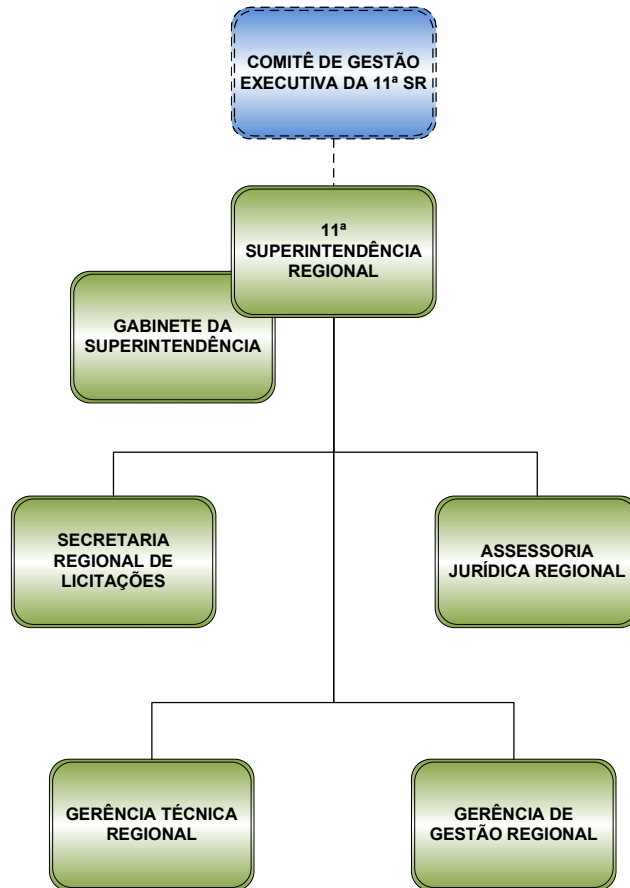 COMITÊ DE GESTÃO
EXECUTIVA DA 11ª SR
11ª
SUPERINTENDÊNCIA
REGIONAL
GABINETE DA
SUPERINTENDÊNCIA
SECRETARIA
REGIONAL DE
LICITAÇÕES
ASSESSORIA
JURÍDICA REGIONAL
GERÊNCIA TÉCNICA
REGIONAL
GERÊNCIA DE
GESTÃO REGIONAL